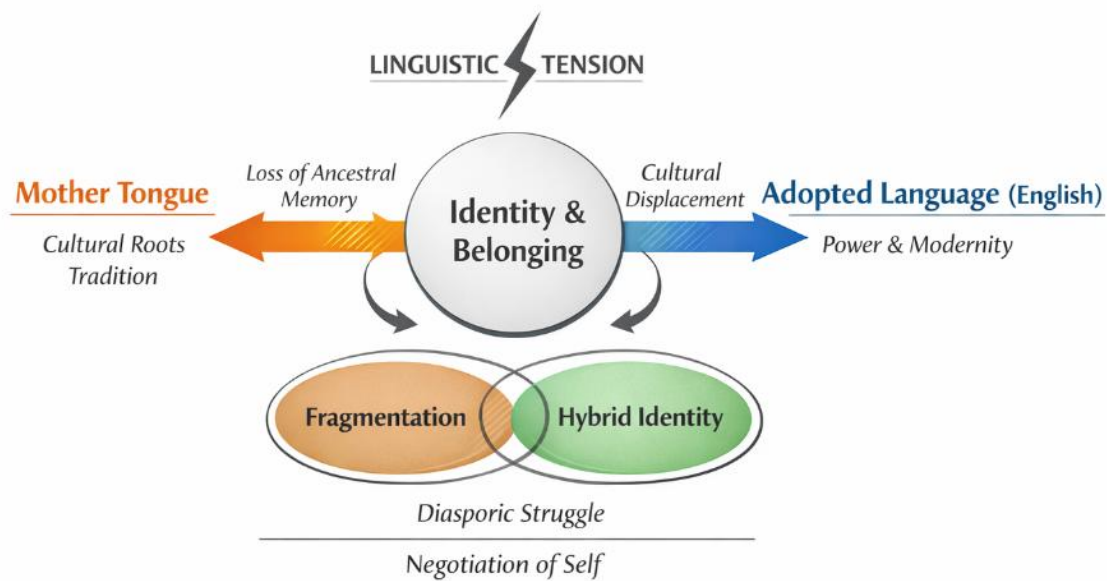 LINGUISTIC TENSION
Loss of Ancestral
Memory
Cultural
Displacement
Mother Tongue
Identity &
Belonging
Adopted Language (English)
Cultural Roots
Tradition
Power & Modernity
Fragmentation
Hybrid Identity
Diasporic Struggle
Negotiation of Self